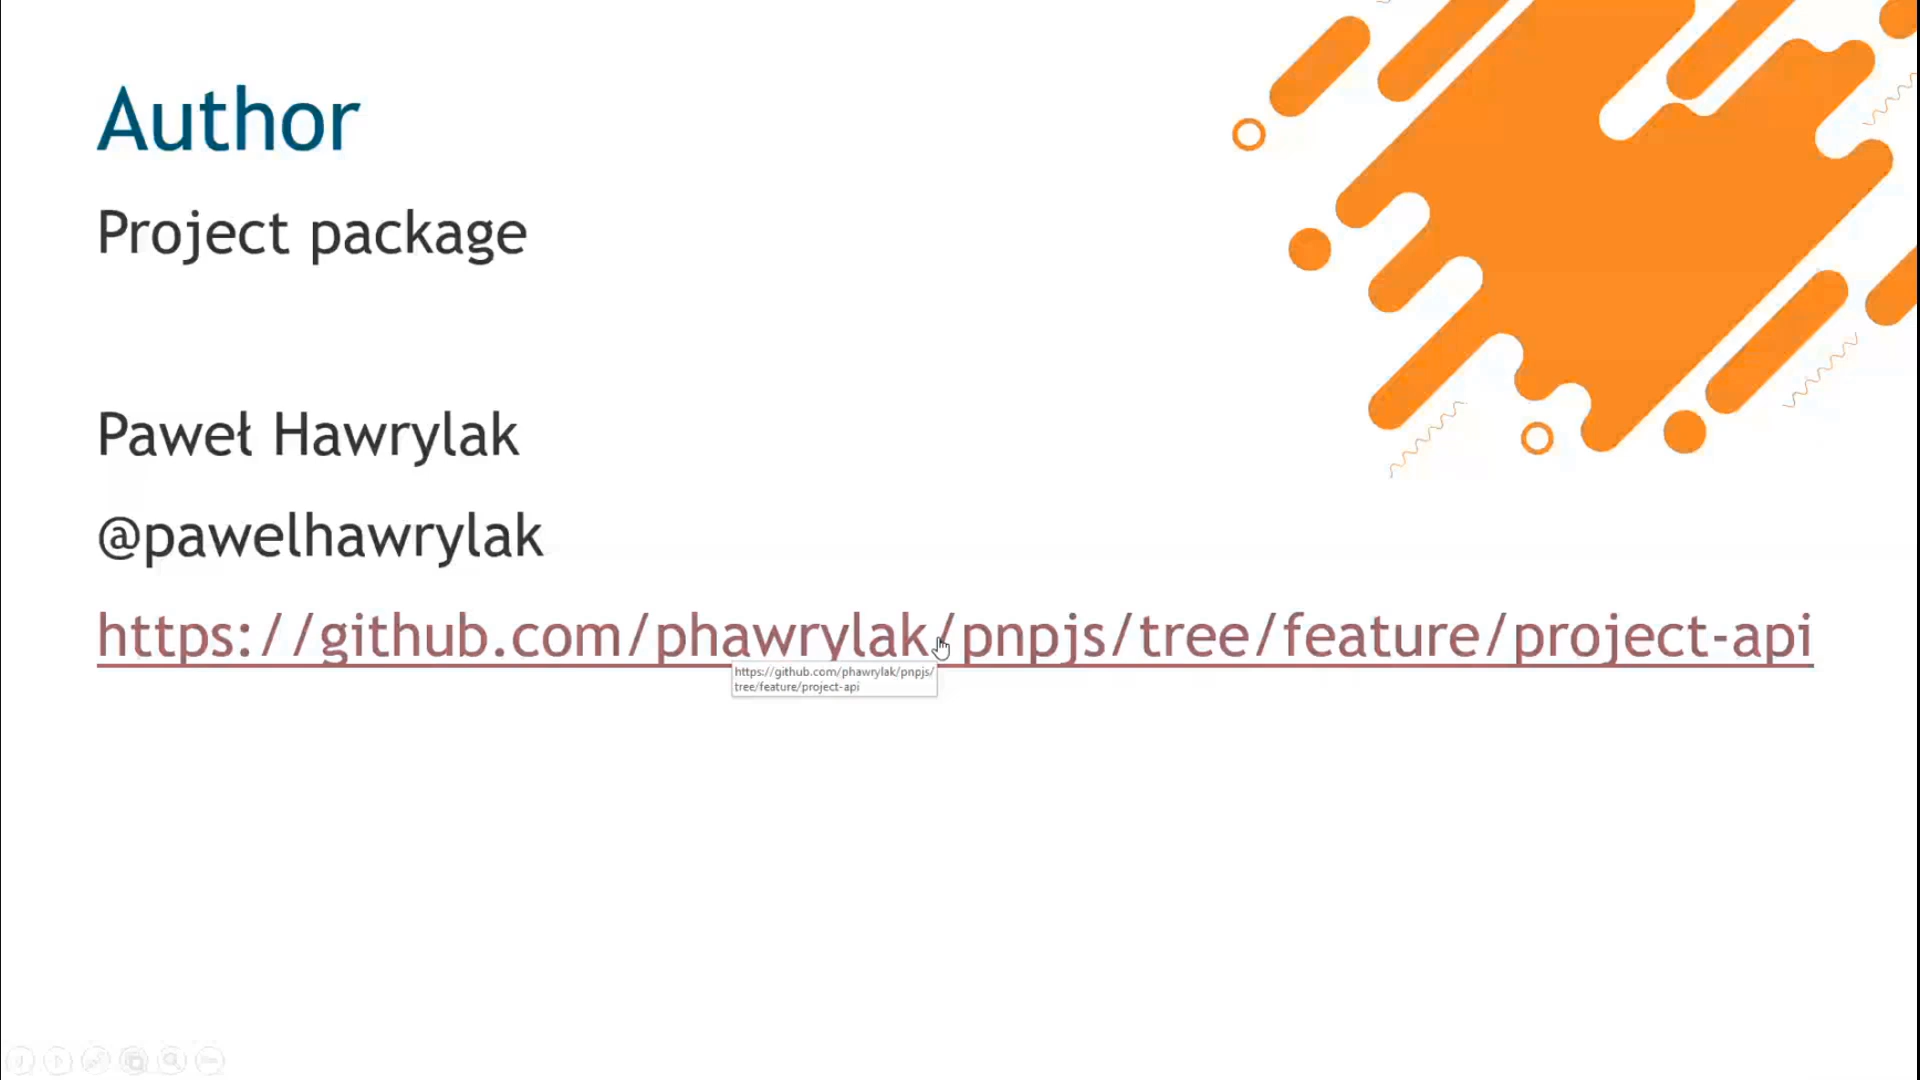 Author
Project package
Paweł Hawrylak
@pawelhawrylak
https://github.com/phawrylak/pnpjs/tree/feature/project-api
https://github.com/phawrylak/pnpjs/
tree/feature/project-api